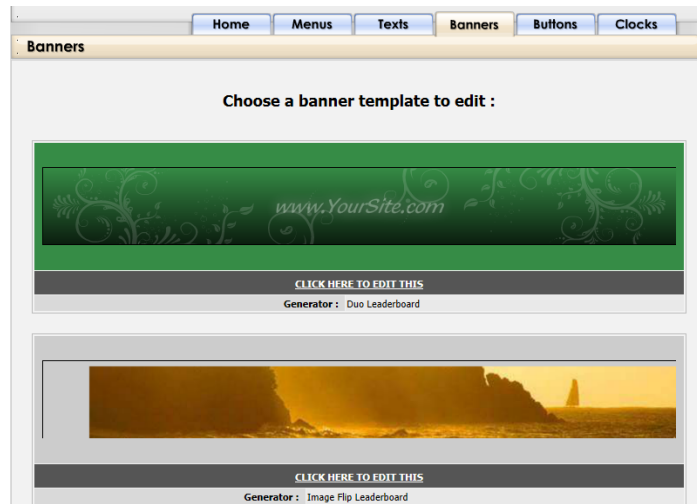 Home Menus Texts Banners Buttons Clocks
Banners
Choose a banner template to edit :
www.YourSite.com
CLICK HERE TO EDIT THIS
Generator : Duo Leaderboard
CLICK HERE TO EDIT THIS
Generator : Image Flip Leaderboard